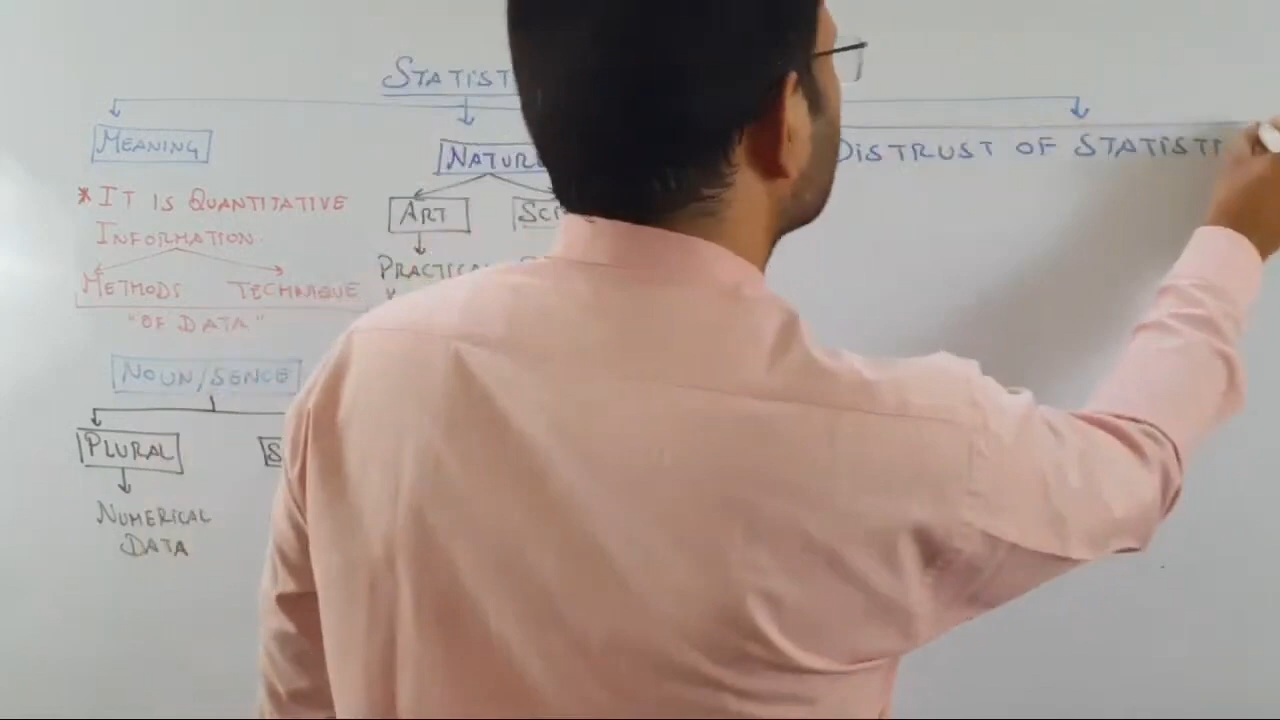 STATIST
MEANING
NATUR
DISTRUST OF STATISTI
* IT IS QUANTITATIVE
INFORMATION.
ART
SC
METHODS TECHNIQUE
PRACTICAL
"OF DATA"
NOUN/SENCE
PLURAL
S
NUMERICAL
DATA